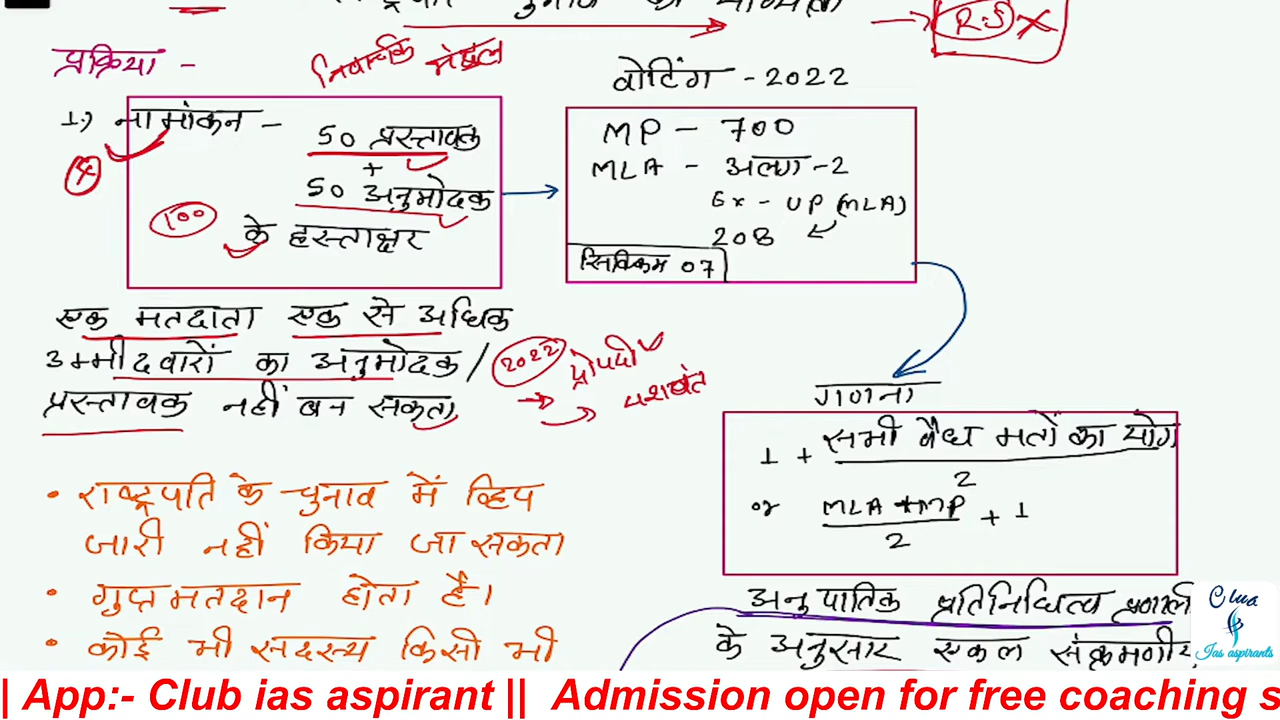 राष्ट्रपति चुनाव की
→ R.S ×
प्रक्रिया -
निर्वाचक मंडल
वोटिंग - 2022
1.) नामांकन -
50 प्रस्तावक
+
50 अनुमोदक
100
के हस्ताक्षर
MP - 700
MLA - अलग - 2
Ex - UP (MLA)
208
सिक्किम 07
एक मतदाता एक से अधिक
उम्मीदवारों का अनुमोदक /
प्रस्तावक नहीं बन सकता
2022
द्रोपदी
→ यशवंत
गणना
1 + सभी वैध मतों का योग
2
or MLA + MP + 1
2
• राष्ट्रपति के चुनाव में व्हिप
जारी नहीं किया जा सकता
• गुप्त मतदान होता है।
• कोई भी सदस्य किसी भी
अनुपातिक प्रतिनिधित्व
के अनुसार एकल संक्रमणीय
Club
Ias aspirants
| App:- Club ias aspirant || Admission open for free coaching s